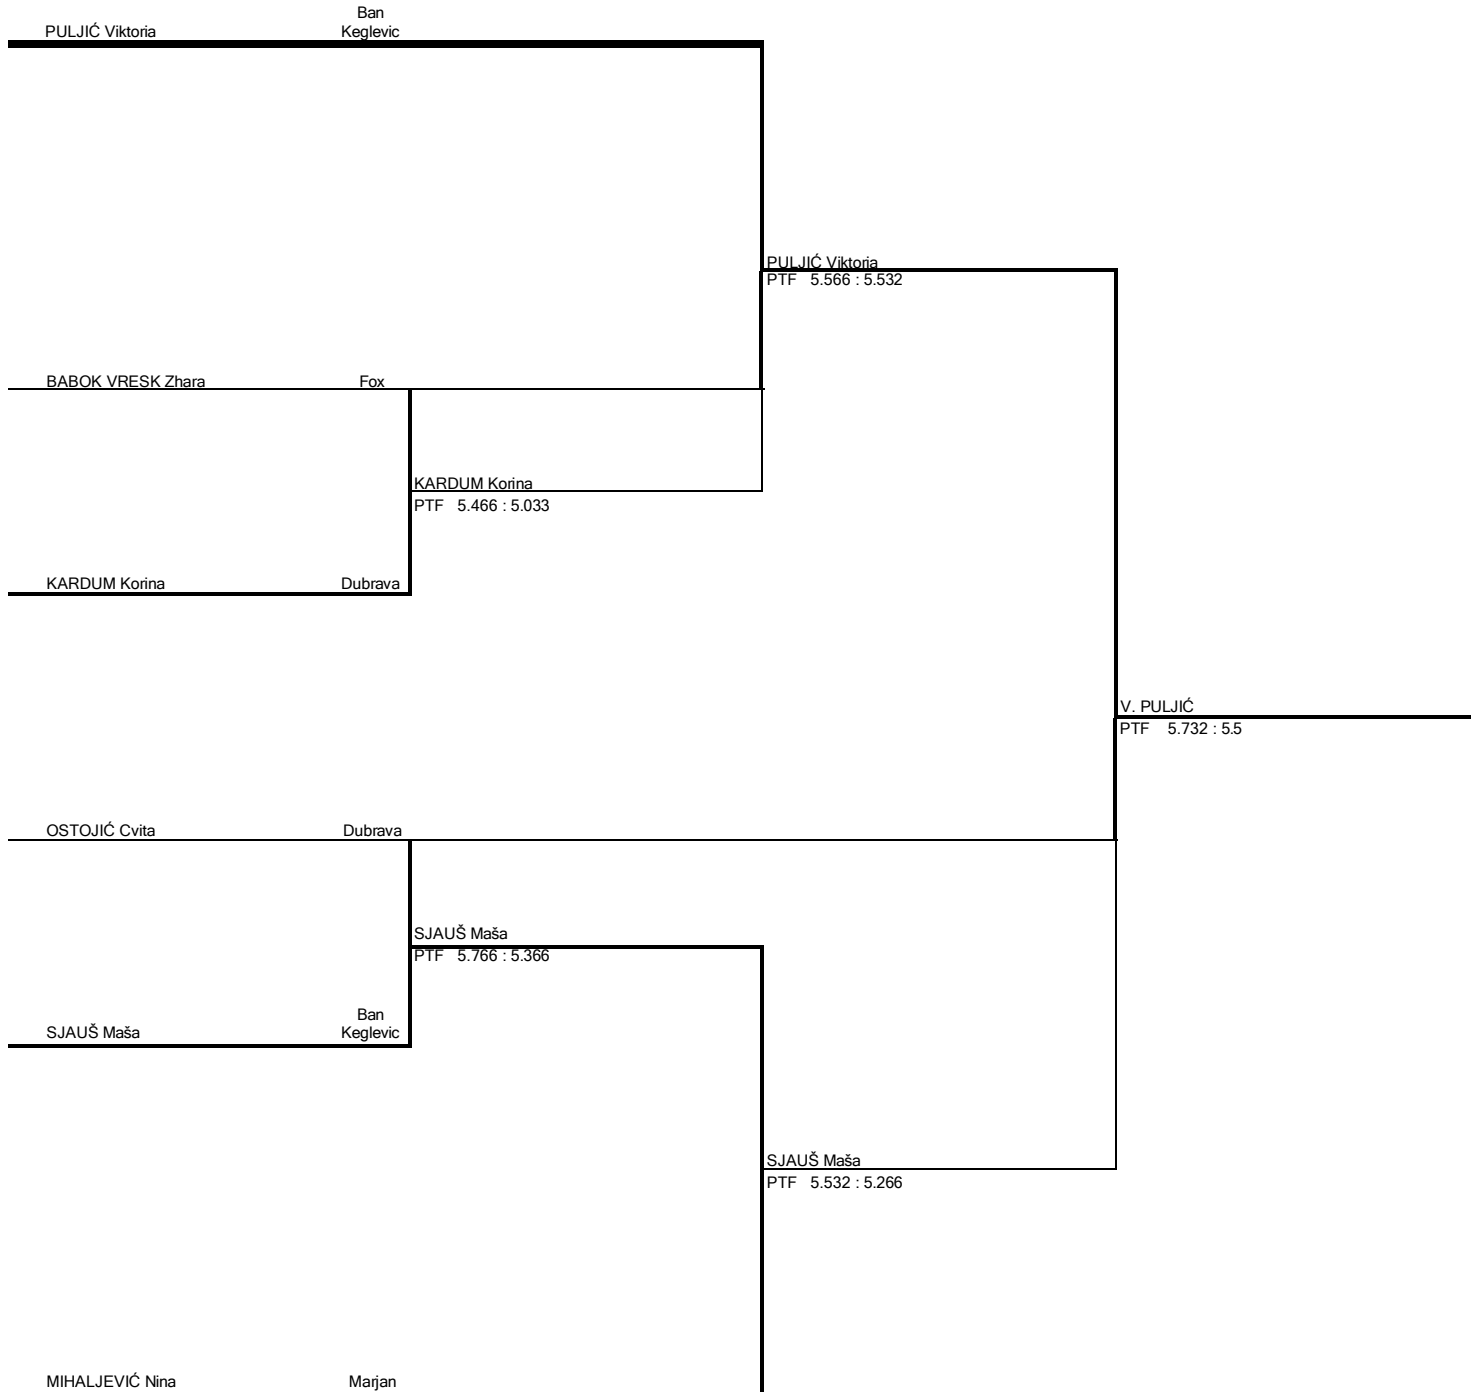 Ban
PULJIĆ Viktoria Keglevic
PULJIĆ Viktoria
PTF 5.566 : 5.532
BABOK VRESK Zhara Fox
KARDUM Korina
PTF 5.466 : 5.033
KARDUM Korina Dubrava
V. PULJIĆ
PTF 5.732 : 5.5
OSTOJIĆ Cvita Dubrava
SJAUŠ Maša
PTF 5.766 : 5.366
Ban
SJAUŠ Maša Keglevic
SJAUŠ Maša
PTF 5.532 : 5.266
MIHALJEVIĆ Nina Marjan